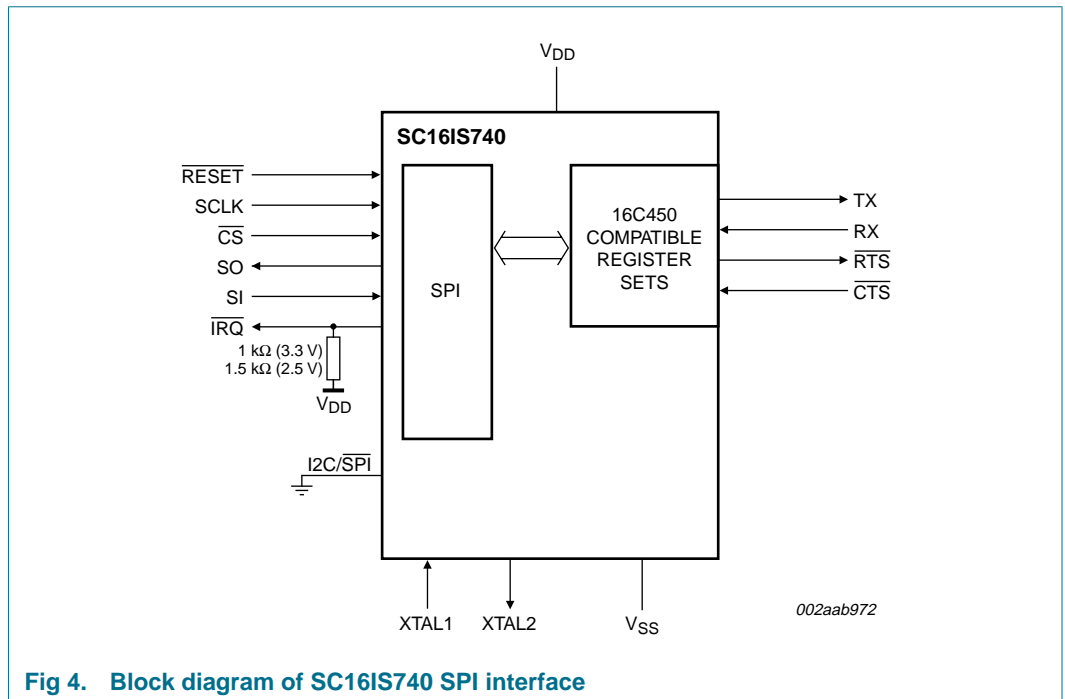 VDD
SC16IS740
RESET
SCLK
CS
SO
SI
IRQ
1 kΩ (3.3 V)
1.5 kΩ (2.5 V)
VDD
I2C/SPI
SPI
16C450
COMPATIBLE
REGISTER
SETS
TX
RX
RTS
CTS
XTAL1
XTAL2
VSS
002aab972
Fig 4. Block diagram of SC16IS740 SPI interface